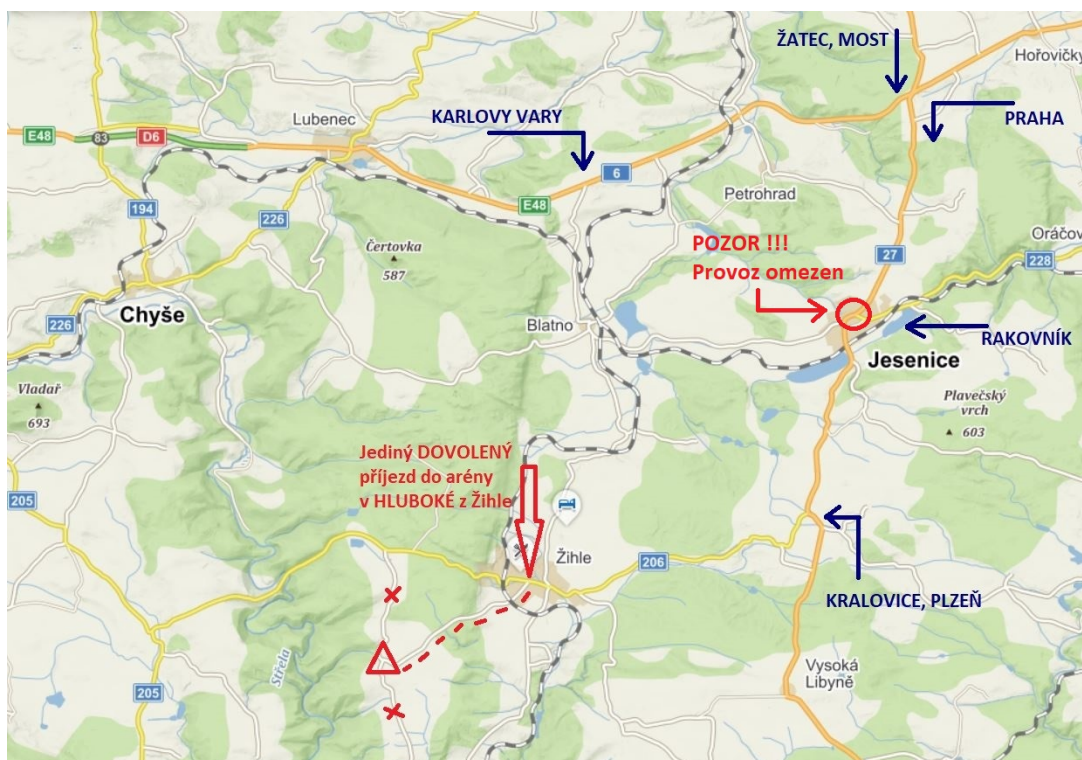 ŽATEC, MOST
Hořovičky
KARLOVY VARY
PRAHA
Lubenec
E48
83
D6
6
Petrohrad
E48
194
226
Čertovka
587
POZOR !!!
Provoz omezen
27
Oráčov
228
Chyše
226
Blatno
RAKOVNÍK
Jesenice
Vladař
693
Plavečský
vrch
603
Jediný DOVOLENÝ
příjezd do arény
v HLUBOKÉ z Žihle
205
Žihle
206
KRALOVICE, PLZEŇ
Střela
205
Vysoká
Libyně